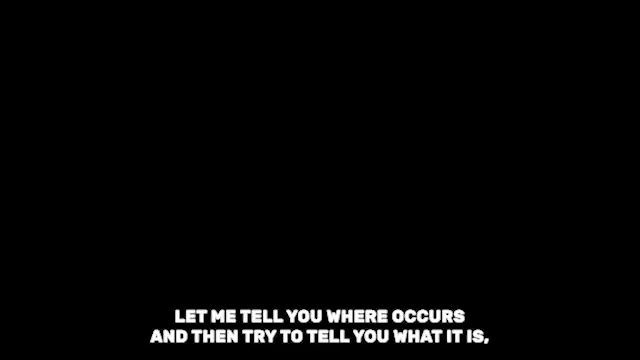 LET ME TELL YOU WHERE OCCURS
AND THEN TRY TO TELL YOU WHAT IT IS,